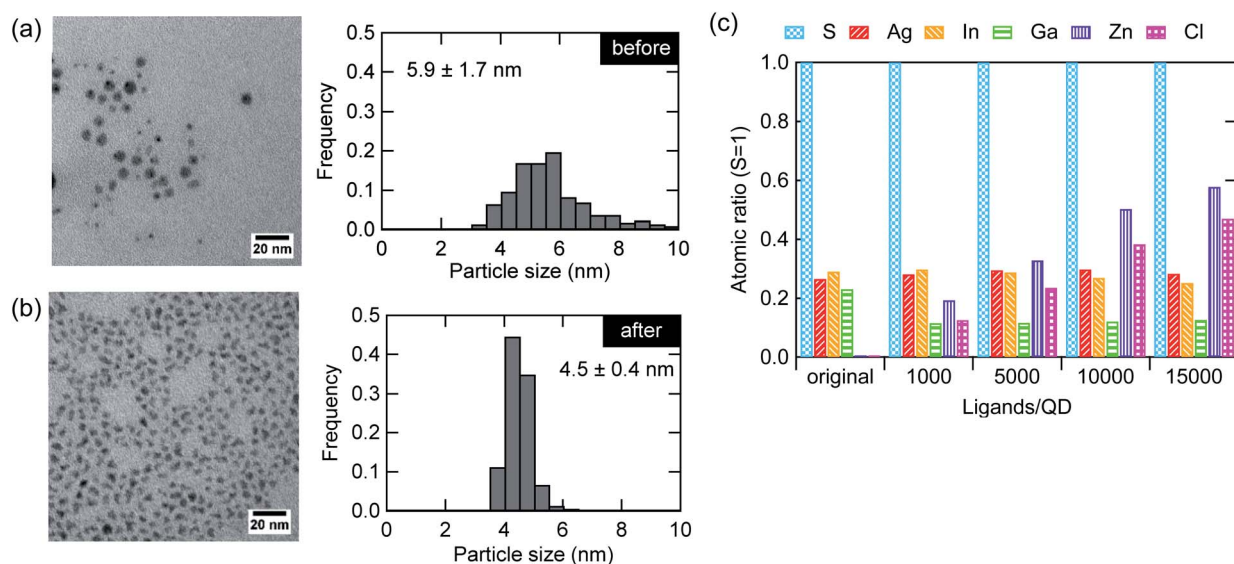 (a)
20 nm
before
5.9 ± 1.7 nm
Frequency
0.5
0.4
0.3
0.2
0.1
0.0
0 2 4 6 8 10
Particle size (nm)
(b)
20 nm
after
4.5 ± 0.4 nm
Frequency
0.5
0.4
0.3
0.2
0.1
0.0
0 2 4 6 8 10
Particle size (nm)
(c)
S Ag In Ga Zn Cl
Atomic ratio (S=1)
1.0
0.8
0.6
0.4
0.2
0.0
original 1000 5000 10000 15000
Ligands/QD